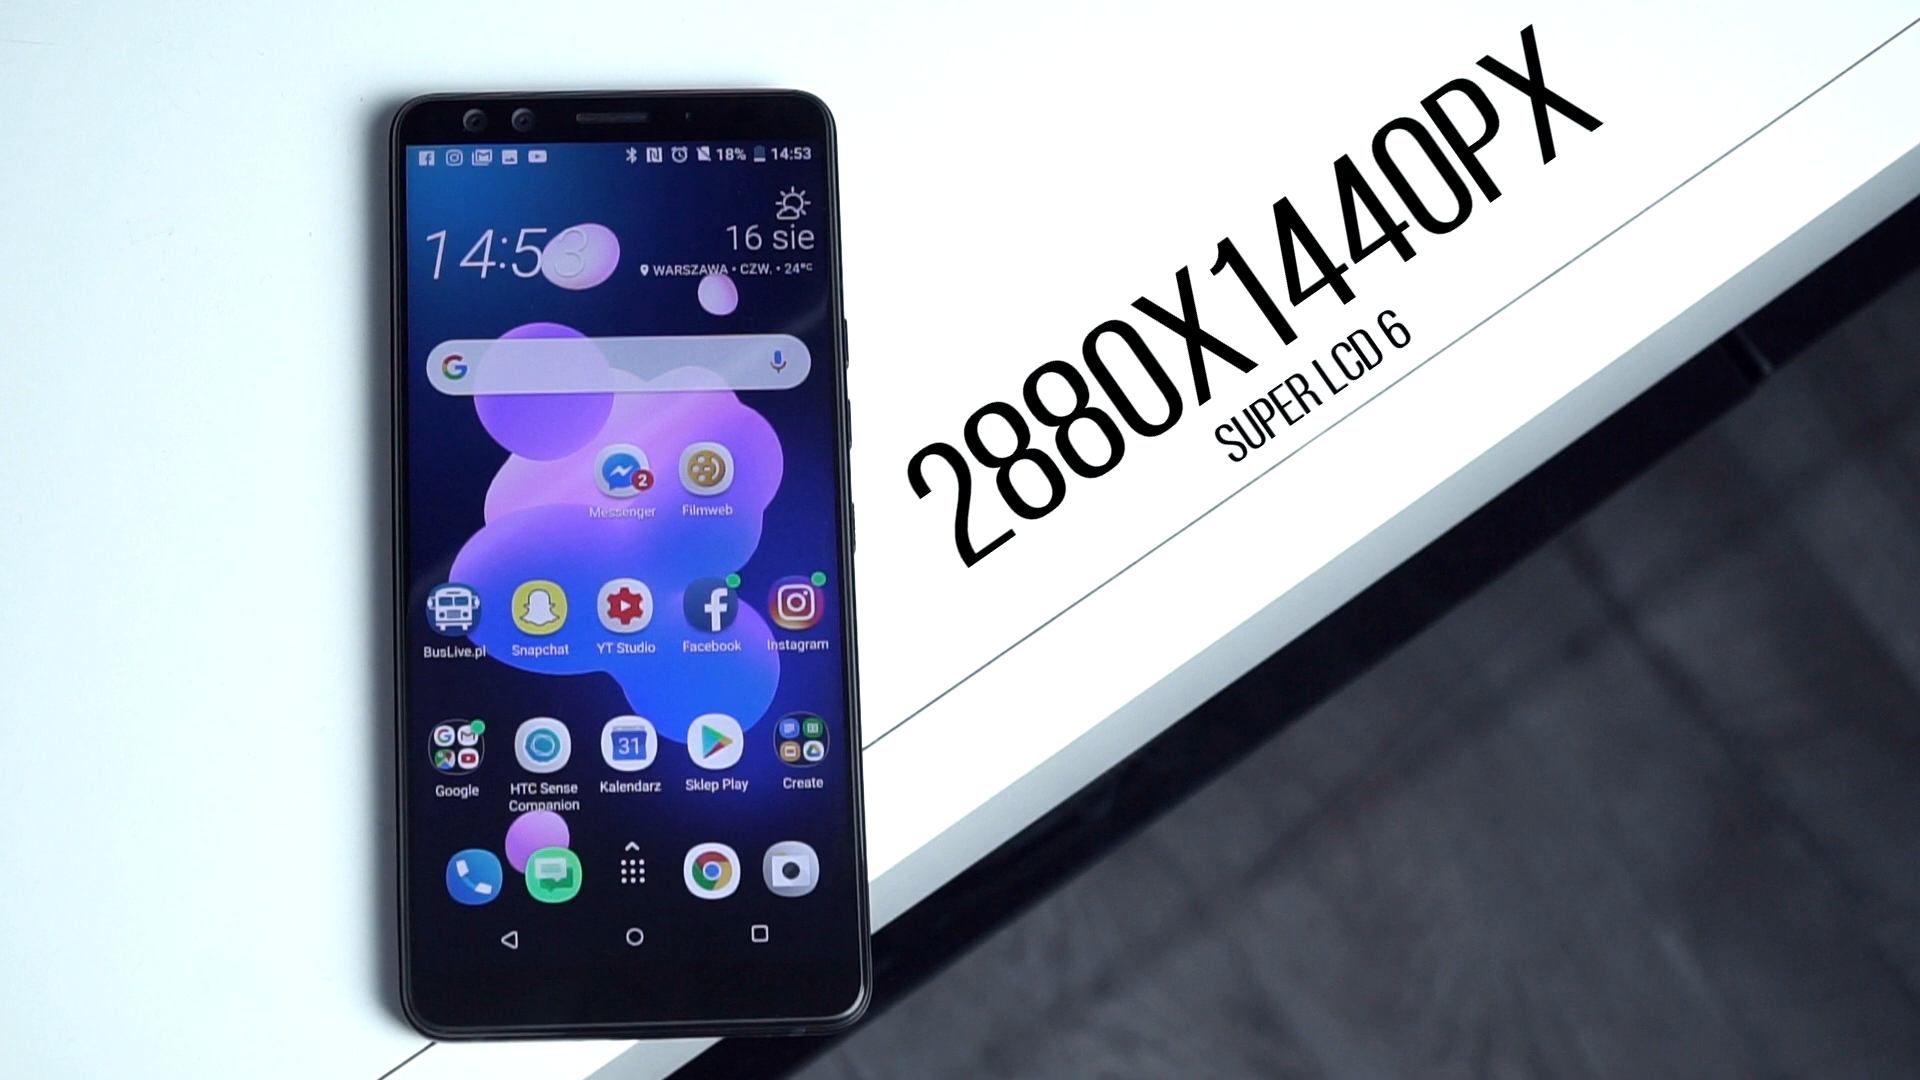 18% 14:53
14:53
16 sie
WARSZAWA • CZW. • 24°C
G
Messenger 2
Filmweb
BusLive.pl
Snapchat
YT Studio
Facebook
Instagram
31
Google
HTC Sense
Companion
Kalendarz
Sklep Play
Create
2880X1440PX
SUPER LCD 6